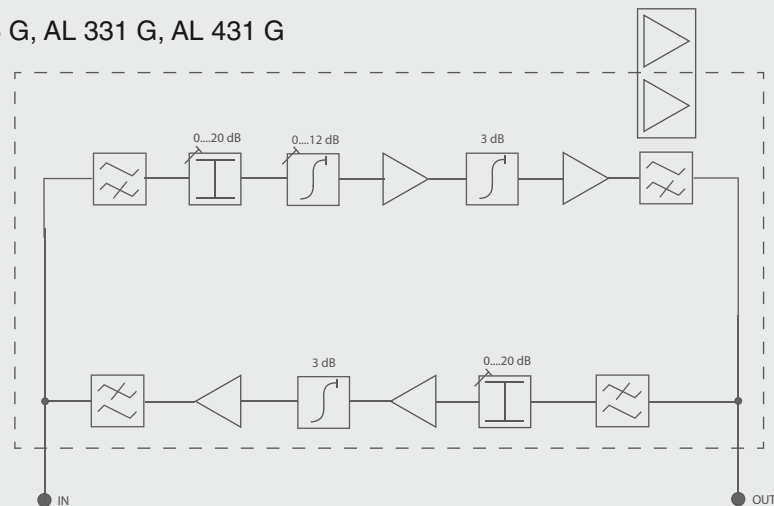 G, AL 331 G, AL 431 G
0....20 dB
0....12 dB
3 dB
3 dB
0....20 dB
IN
OUT